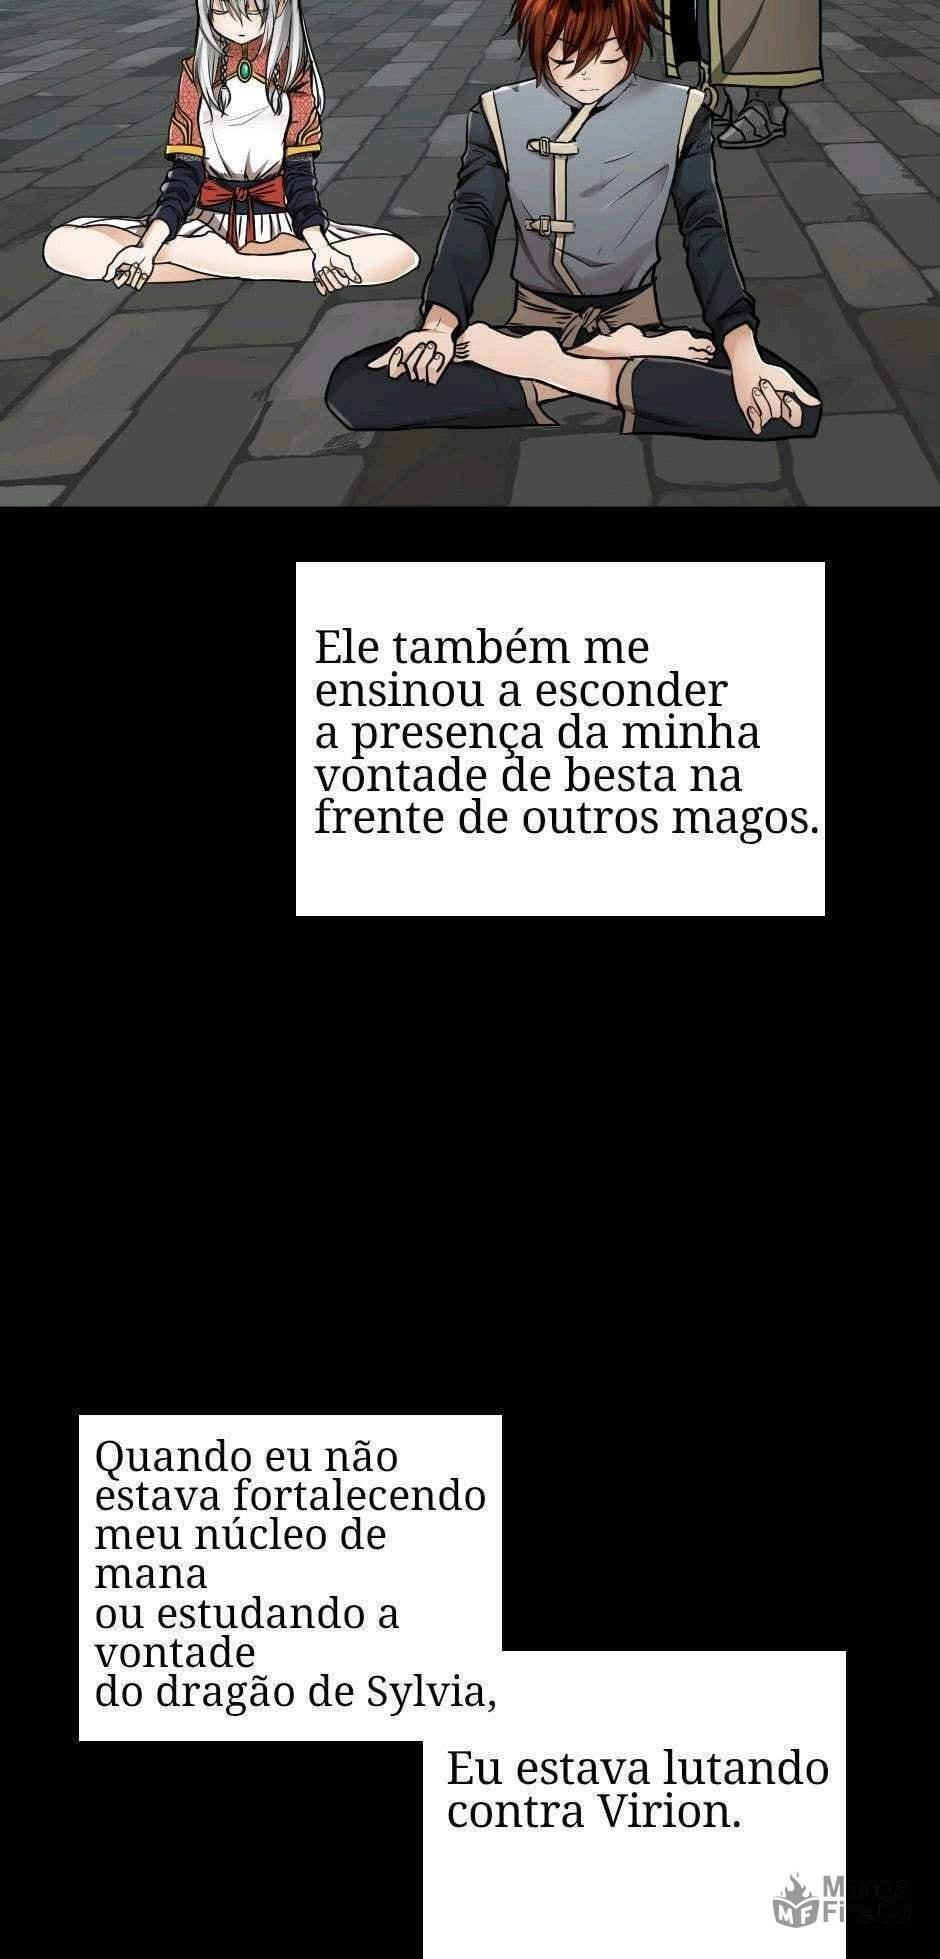 Ele também me
ensinou a esconder
a presença da minha
vontade de besta na
frente de outros magos.
Quando eu não
estava fortalecendo
meu núcleo de
mana
ou estudando a
vontade
do dragão de Sylvia,
Eu estava lutando
contra Virion.
Manga
MF Fire.to